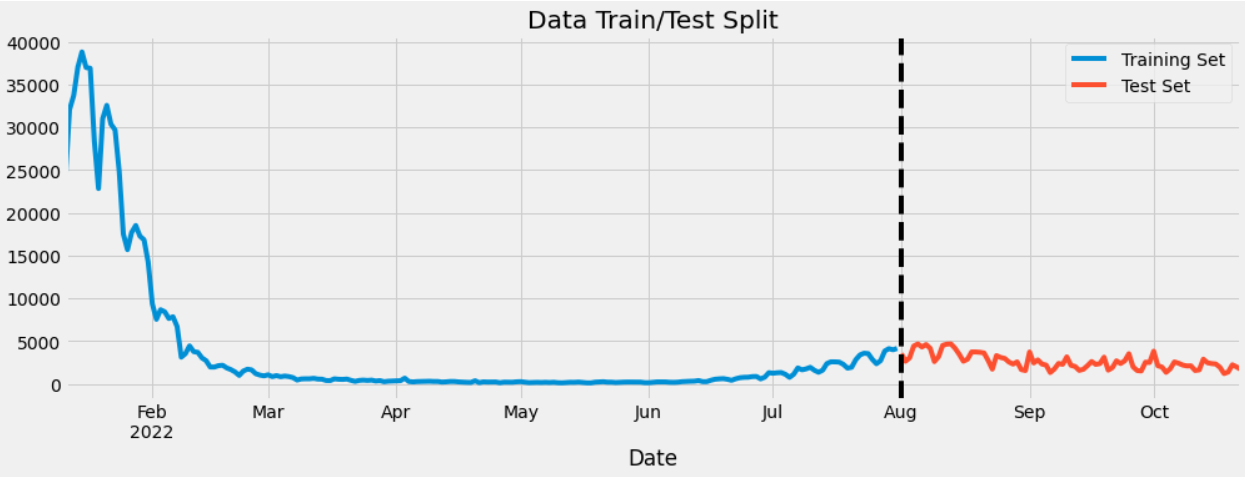 Data Train/Test Split
40000
35000
30000
25000
20000
15000
10000
5000
0
Training Set
Test Set
Feb Mar Apr May Jun Jul Aug Sep Oct
2022
Date